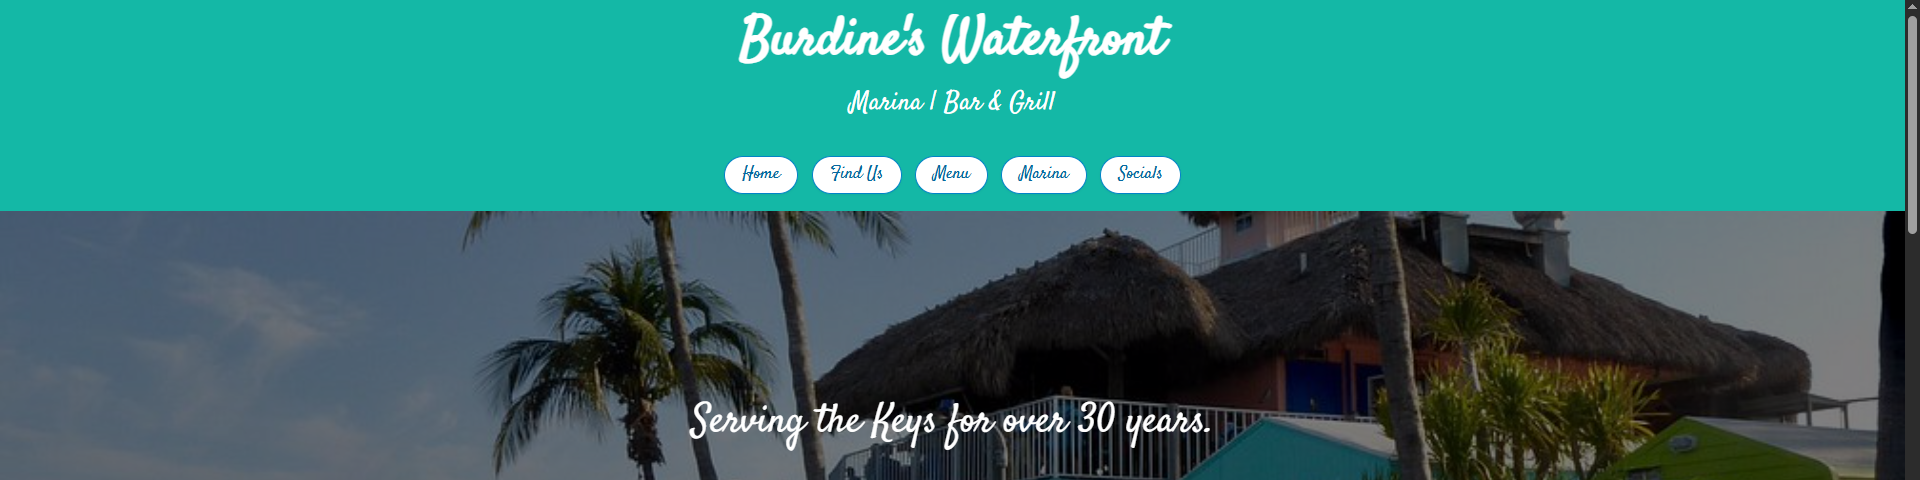 Burdine's Waterfront
Marina | Bar & Grill
Home Find Us Menu Marina Socials
Serving the Keys for over 30 years.